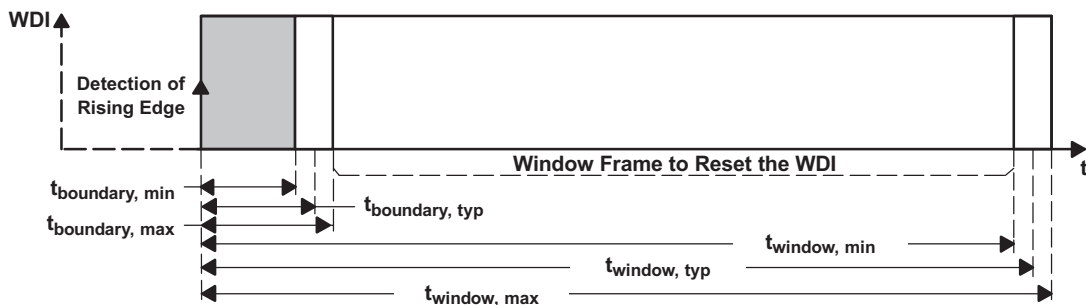 WDI
Detection of
Rising Edge
Window Frame to Reset the WDI
t
tboundary, min
tboundary, typ
tboundary, max
twindow, min
twindow, typ
twindow, max